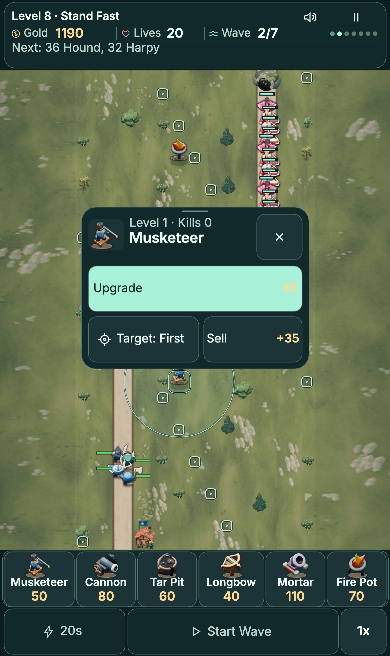 Level 8 · Stand Fast
Gold 1190 Lives 20 Wave 2/7
Next: 36 Hound, 32 Harpy
Level 1 · Kills 0
Musketeer
×
Upgrade
Target: First Sell +35
Musketeer Cannon Tar Pit Longbow Mortar Fire Pot
50 80 60 40 110 70
20s Start Wave 1x